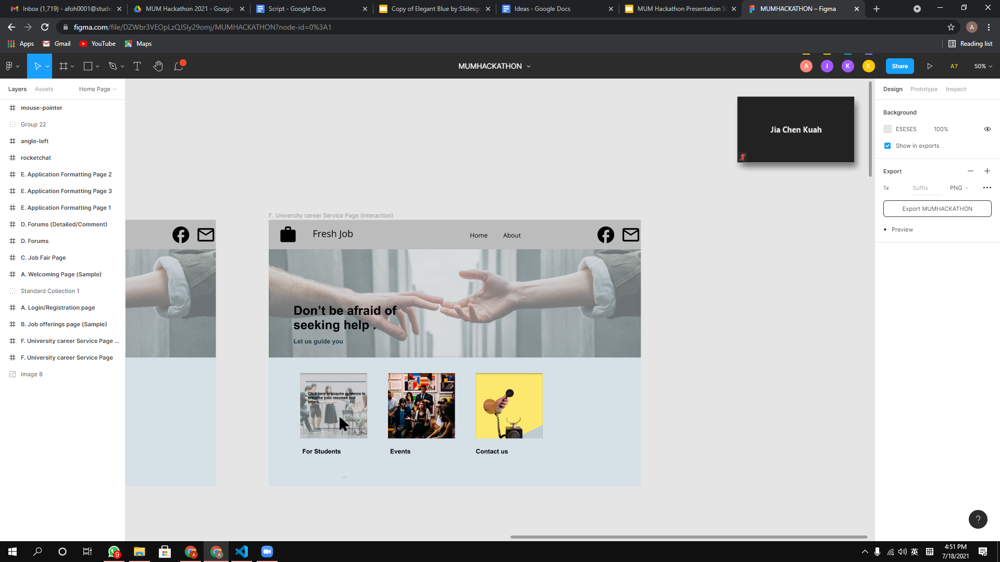 Inbox (1,719) - afoh0001@stude
MUM Hackathon 2021 - Google
Script - Google Docs
Copy of Elegant Blue by Slidesgo
Ideas - Google Docs
MUM Hackathon Presentation Sl
MUMHACKATHON – Figma
figma.com/file/DZWbr3VEOpLzQJSly29omj/MUMHACKATHON?node-id=0%3A1
A
Apps
Gmail
YouTube
Maps
Reading list
MUMHACKATHON
A
I
K
K
Share
A?
50%
Layers
Assets
Home Page
mouse-pointer
Group 22
angle-left
rocketchat
E. Application Formatting Page 2
E. Application Formatting Page 3
E. Application Formatting Page 1
D. Forums (Detailed/Comment)
D. Forums
C. Job Fair Page
A. Welcoming Page (Sample)
Standard Collection 1
A. Login/Registration page
B. Job offerings page (Sample)
F. University career Service Page ...
F. University career Service Page
image 8
Jia Chen Kuah
F. University career Service Page (interaction)
Fresh Job
Home
About
Don’t be afraid of
seeking help .
Let us guide you
Click here to acquire guidance to
enhance your resumes and
letters.
For Students
Events
Contact us
...
Design
Prototype
Inspect
Background
E5E5E5
100%
Show in exports
Export
1x
Suffix
PNG
Export MUMHACKATHON
Preview
?
9
A
A
英
拼
4:51 PM
7/18/2021